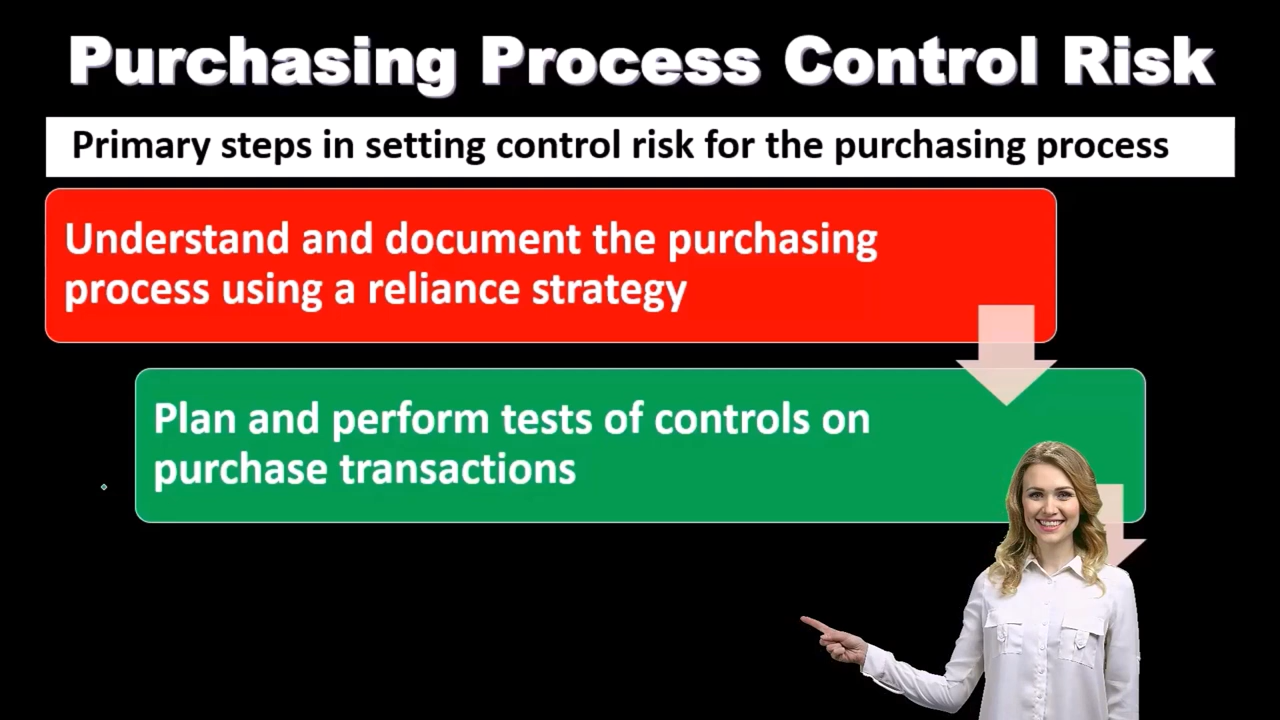 Purchasing Process Control Risk
Primary steps in setting control risk for the purchasing process
Understand and document the purchasing
process using a reliance strategy
Plan and perform tests of controls on
purchase transactions